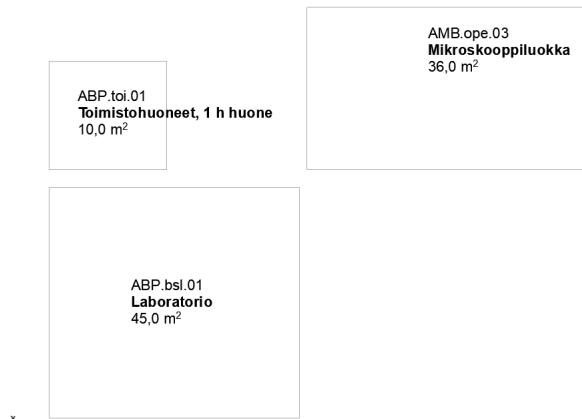 AMB.ope.03
Mikroskooppiluokka
36,0 m²
ABP.toi.01
Toimistohuoneet, 1 h huone
10,0 m²
ABP.bsl.01
Laboratorio
45,0 m²
x